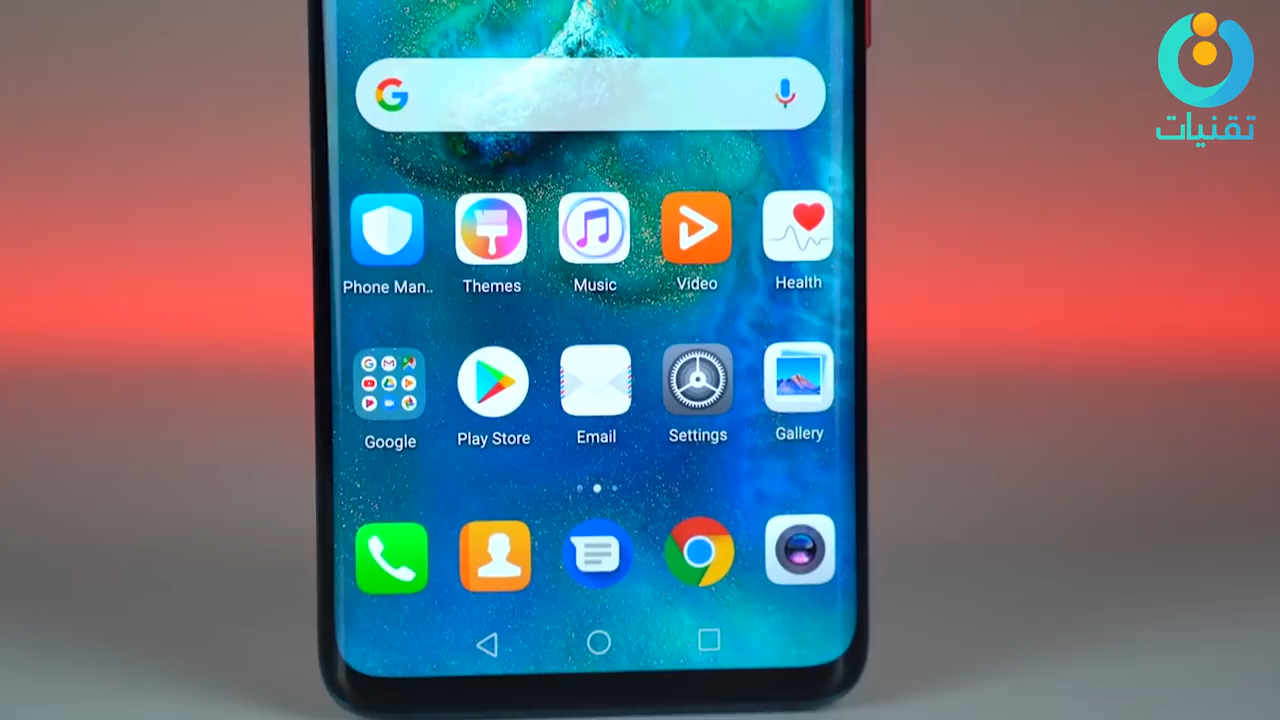 تقنيات
Phone Man..
Themes
Music
Video
Health
Google
Play Store
Email
Settings
Gallery